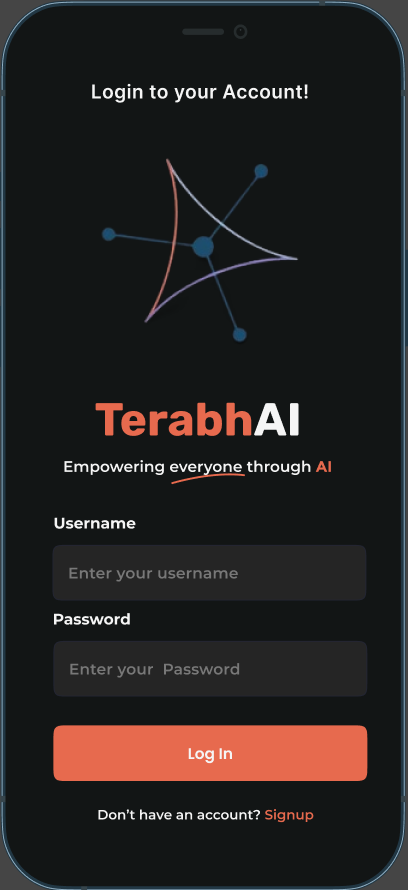 Login to your Account!
TerabhAI
Empowering everyone through AI
Username
Enter your username
Password
Enter your  Password
Log In
Don't have an account? Signup